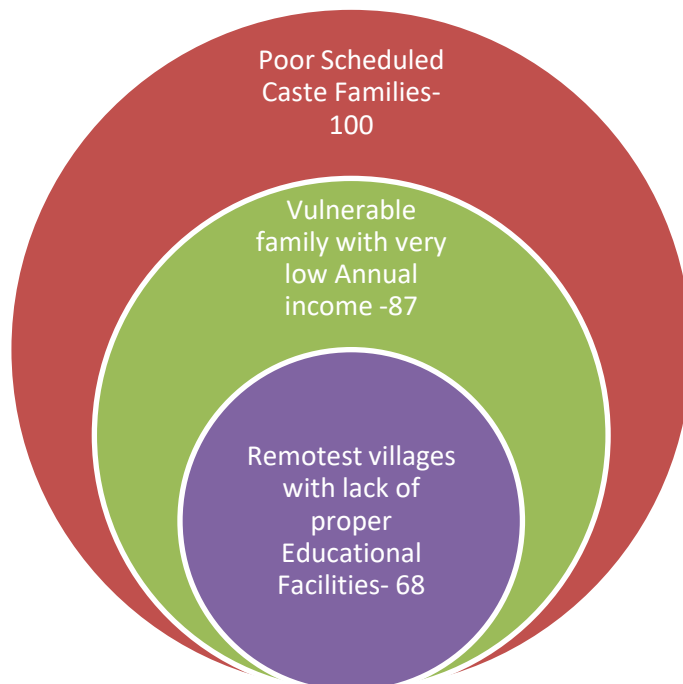 Poor Scheduled
Caste Families-
100
Vulnerable
family with very
low Annual
income -87
Remotest villages
with lack of
proper
Educational
Facilities- 68